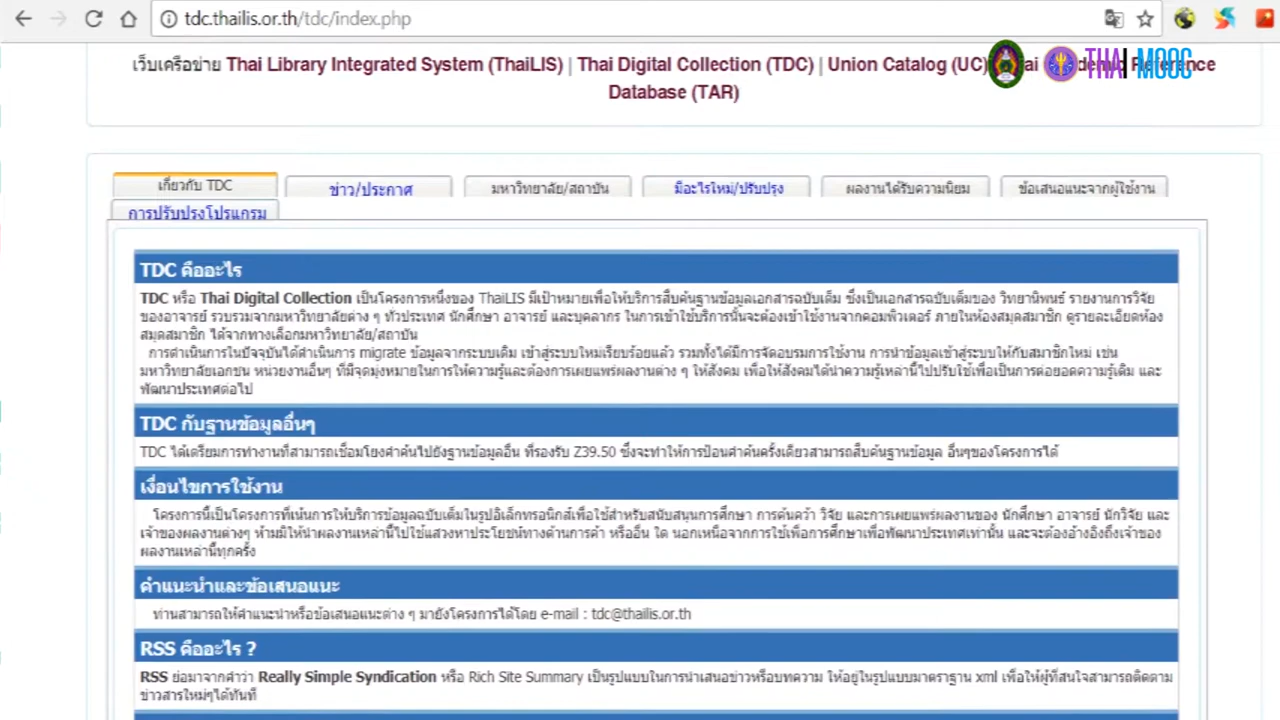 tdc.thailis.or.th/tdc/index.php
THAI MOOC
เว็บเครือข่าย Thai Library Integrated System (ThaiLIS) | Thai Digital Collection (TDC) | Union Catalog (UC) Reference
Database (TAR)
เกี่ยวกับ TDC ข่าว/ประกาศ มหาวิทยาลัย/สถาบัน มีอะไรใหม่/ปรับปรุง ผลงานได้รับความนิยม ข้อเสนอแนะจากผู้ใช้งาน
การปรับปรุงโปรแกรม
TDC คืออะไร
TDC หรือ Thai Digital Collection เป็นโครงการหนึ่งของ ThaiLIS มีเป้าหมายเพื่อให้บริการสืบค้นฐานข้อมูลเอกสารฉบับเต็ม ซึ่งเป็นเอกสารฉบับเต็มของ วิทยานิพนธ์ รายงานการวิจัย
ของอาจารย์ รวบรวมจากมหาวิทยาลัยต่าง ๆ ทั่วประเทศ นักศึกษา อาจารย์ และบุคลากร ในการเข้าใช้บริการนั้นจะต้องเข้าใช้งานจากคอมพิวเตอร์ ภายในห้องสมุดสมาชิก ดูรายละเอียดห้อง
สมุดสมาชิก ได้จากทางเลือกมหาวิทยาลัย/สถาบัน
การดำเนินการในปัจจุบันได้ดำเนินการ migrate ข้อมูลจากระบบเดิม เข้าสู่ระบบใหม่เรียบร้อยแล้ว รวมทั้งได้มีการจัดอบรมการใช้งาน การนำข้อมูลเข้าสู่ระบบให้กับสมาชิกใหม่ เช่น
มหาวิทยาลัยเอกชน หน่วยงานอื่นๆ ที่มีจุดมุ่งหมายในการให้ความรู้และต้องการเผยแพร่ผลงานต่าง ๆ ให้สังคม เพื่อให้สังคมได้นำความรู้เหล่านี้ไปปรับใช้เพื่อเป็นการต่อยอดความรู้เดิม และ
พัฒนาประเทศต่อไป
TDC กับฐานข้อมูลอื่นๆ
TDC ได้เตรียมการทำงานที่สามารถเชื่อมโยงคำค้นไปยังฐานข้อมูลอื่น ที่รองรับ Z39.50 ซึ่งจะทำให้การป้อนคำค้นครั้งเดียวสามารถสืบค้นฐานข้อมูล อื่นๆของโครงการได้
เงื่อนไขการใช้งาน
โครงการนี้เป็นโครงการที่เน้นการให้บริการข้อมูลฉบับเต็มในรูปอิเล็กทรอนิกส์เพื่อใช้สำหรับสนับสนุนการศึกษา การค้นคว้า วิจัย และการเผยแพร่ผลงานของ นักศึกษา อาจารย์ นักวิจัย และ
เจ้าของผลงานต่างๆ ห้ามมิให้นำผลงานเหล่านี้ไปใช้แสวงหาประโยชน์ทางด้านการค้า หรืออื่น ใด นอกเหนือจากการใช้เพื่อการศึกษาเพื่อพัฒนาประเทศเท่านั้น และจะต้องอ้างอิงถึงเจ้าของ
ผลงานเหล่านี้ทุกครั้ง
คำแนะนำและข้อเสนอแนะ
ท่านสามารถให้คำแนะนำหรือข้อเสนอแนะต่าง ๆ มายังโครงการได้โดย e-mail : tdc@thailis.or.th
RSS คืออะไร ?
RSS ย่อมาจากคำว่า Really Simple Syndication หรือ Rich Site Summary เป็นรูปแบบในการนำเสนอข่าวหรือบทความ ให้อยู่ในรูปแบบมาตราฐาน xml เพื่อให้ผู้ที่สนใจสามารถติดตาม
ข่าวสารใหม่ๆได้ทันที